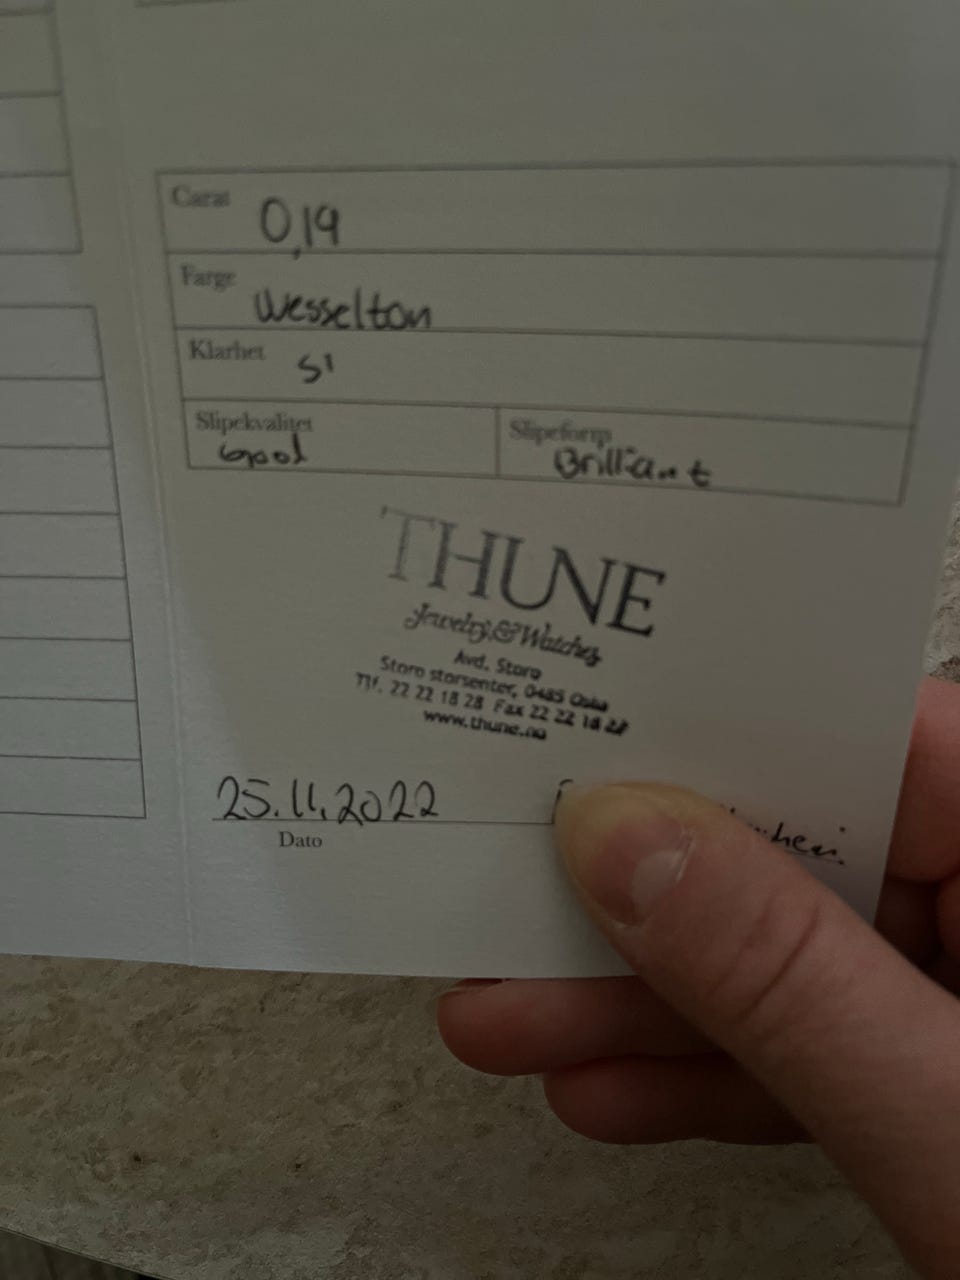 Carat 0,19
Farge Wesselton
Klarhet SI
Slipekvalitet Good
Slipeform Brilliant
THUNE
Jewelry & Watches
Avd. Storo
Storo storsenter, 0485 Oslo
Tlf. 22 22 18 28 Fax 22 22 18 27
www.thune.no
25.11.2022
Dato